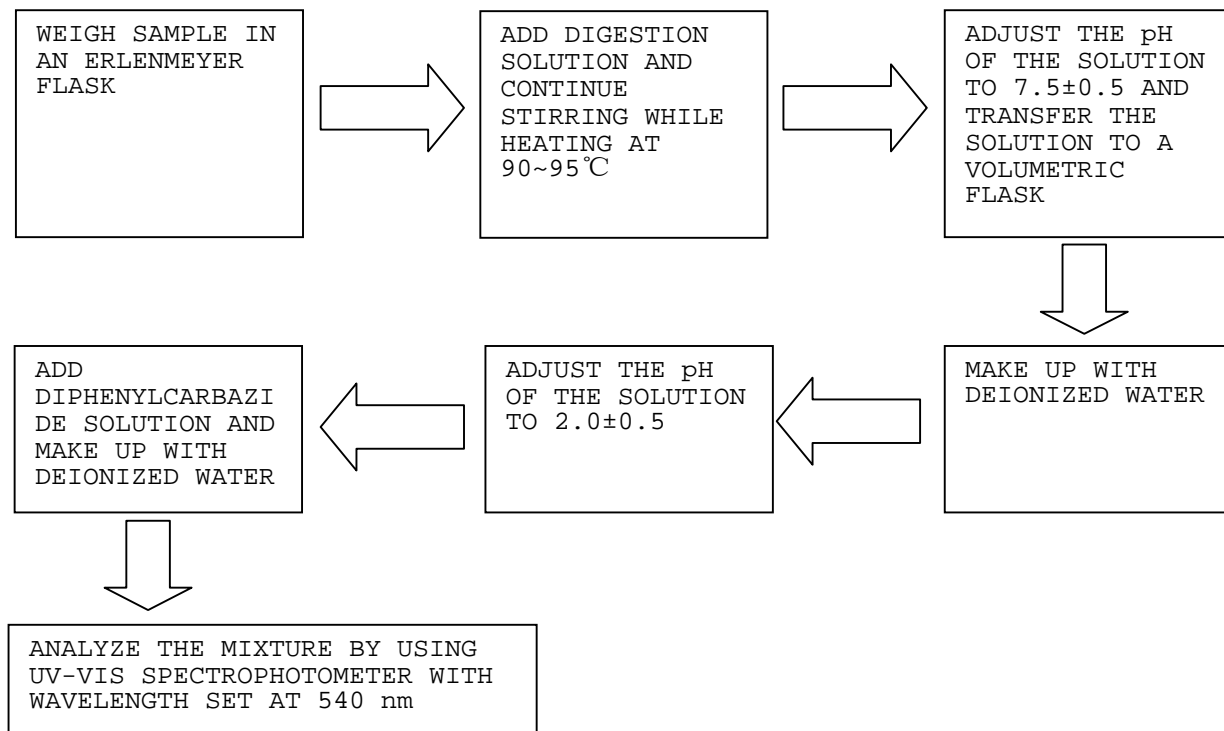 WEIGH SAMPLE IN
AN ERLENMEYER
FLASK
ADD DIGESTION
SOLUTION AND
CONTINUE
STIRRING WHILE
HEATING AT
90~95℃
ADJUST THE pH
OF THE SOLUTION
TO 7.5±0.5 AND
TRANSFER THE
SOLUTION TO A
VOLUMETRIC
FLASK
MAKE UP WITH
DEIONIZED WATER
ADJUST THE pH
OF THE SOLUTION
TO 2.0±0.5
ADD
DIPHENYLCARBAZI
DE SOLUTION AND
MAKE UP WITH
DEIONIZED WATER
ANALYZE THE MIXTURE BY USING
UV-VIS SPECTROPHOTOMETER WITH
WAVELENGTH SET AT 540 nm